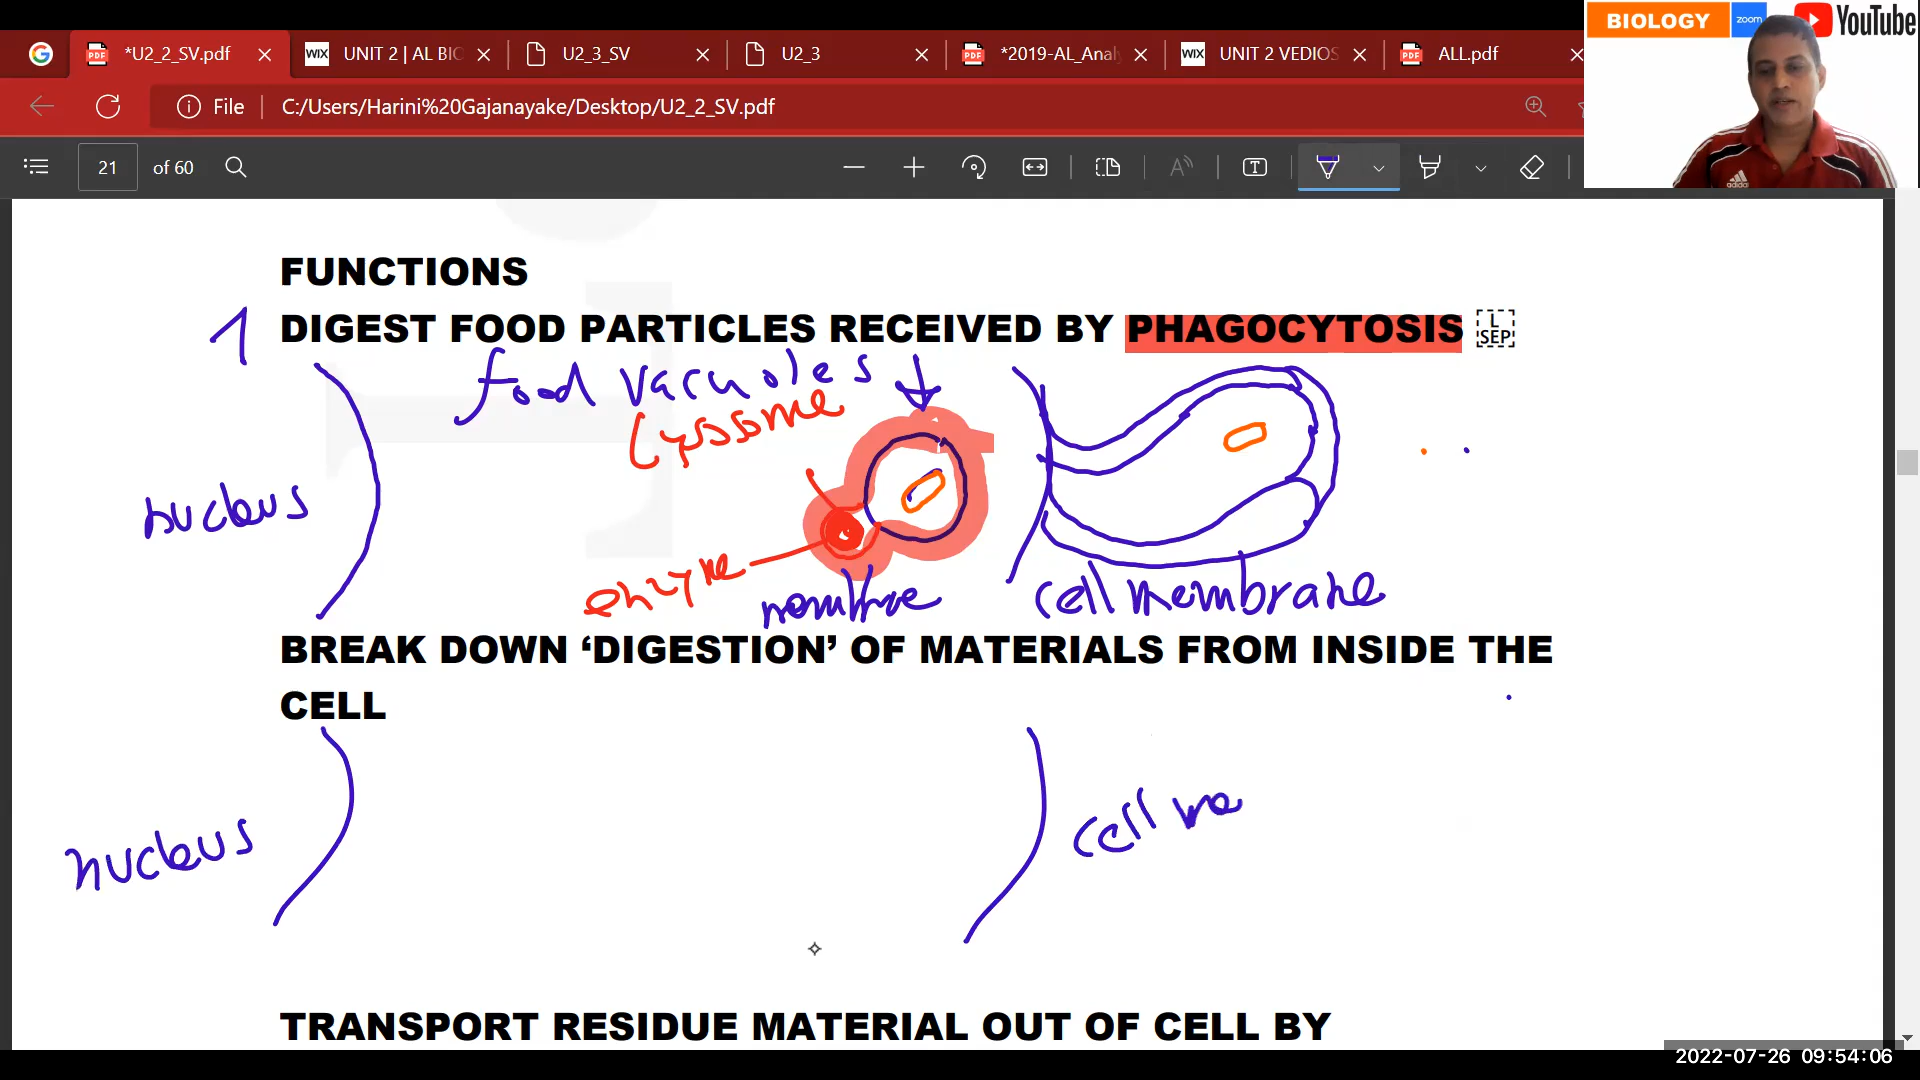 BIOLOGY zoom YouTube
*U2_2_SV.pdf UNIT 2 | AL BIO U2_3_SV U2_3 *2019-AL_Analy UNIT 2 VEDIOS ALL.pdf
File C:/Users/Harini%20Gajanayake/Desktop/U2_2_SV.pdf
21 of 60
FUNCTIONS
1 DIGEST FOOD PARTICLES RECEIVED BY PHAGOCYTOSIS L SEP
food vacuoles
Lysosome
nucleus
enzyme
membrane
cell membrane
BREAK DOWN ‘DIGESTION’ OF MATERIALS FROM INSIDE THE
CELL
nucleus
cell me
TRANSPORT RESIDUE MATERIAL OUT OF CELL BY
2022-07-26 09:54:06